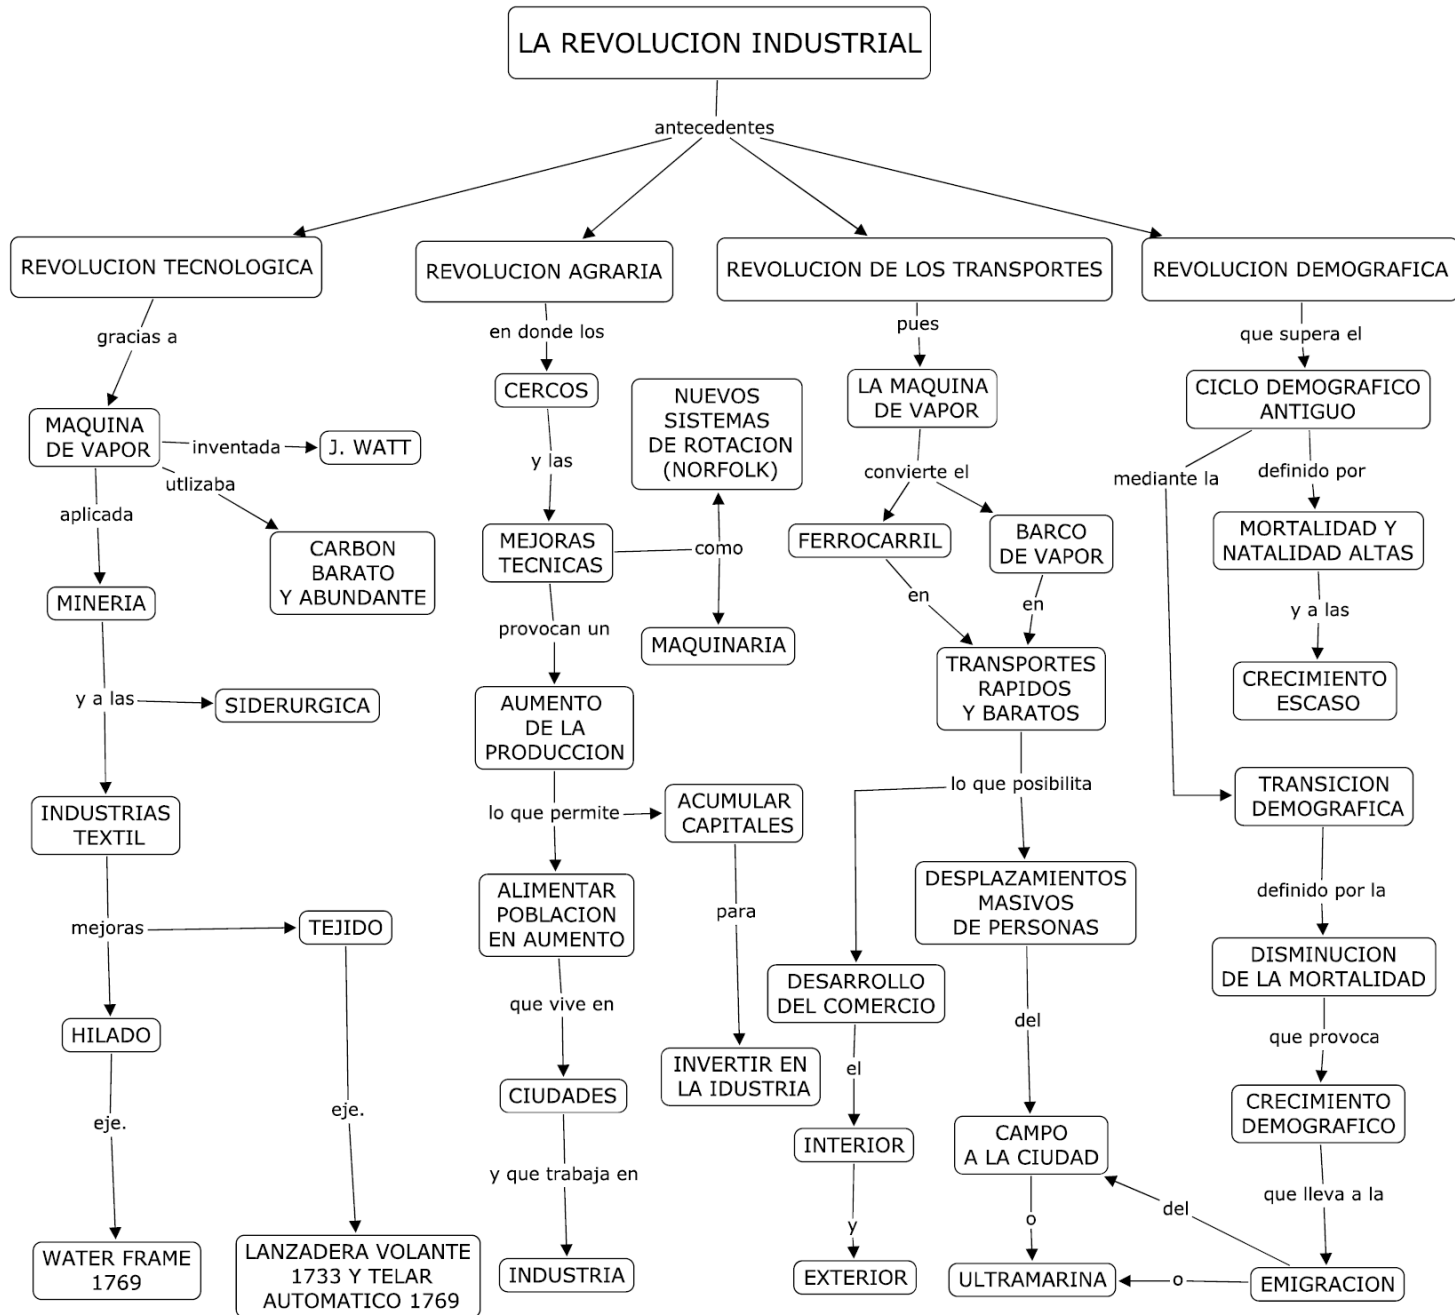 LA REVOLUCION INDUSTRIAL
antecedentes
REVOLUCION TECNOLOGICA
gracias a
MAQUINA
DE VAPOR
inventada
J. WATT
utlizaba
CARBON
BARATO
Y ABUNDANTE
aplicada
MINERIA
y a las
SIDERURGICA
INDUSTRIAS
TEXTIL
mejoras
TEJIDO
HILADO
eje.
eje.
WATER FRAME
1769
LANZADERA VOLANTE
1733 Y TELAR
AUTOMATICO 1769
REVOLUCION AGRARIA
en donde los
CERCOS
y las
MEJORAS
TECNICAS
como
NUEVOS
SISTEMAS
DE ROTACION
(NORFOLK)
MAQUINARIA
provocan un
AUMENTO
DE LA
PRODUCCION
lo que permite
ACUMULAR
CAPITALES
para
INVERTIR EN
LA IDUSTRIA
ALIMENTAR
POBLACION
EN AUMENTO
que vive en
CIUDADES
y que trabaja en
INDUSTRIA
REVOLUCION DE LOS TRANSPORTES
pues
LA MAQUINA
DE VAPOR
convierte el
FERROCARRIL
BARCO
DE VAPOR
en
en
TRANSPORTES
RAPIDOS
Y BARATOS
lo que posibilita
DESARROLLO
DEL COMERCIO
el
INTERIOR
y
EXTERIOR
DESPLAZAMIENTOS
MASIVOS
DE PERSONAS
del
CAMPO
A LA CIUDAD
o
ULTRAMARINA
REVOLUCION DEMOGRAFICA
que supera el
CICLO DEMOGRAFICO
ANTIGUO
definido por
MORTALIDAD Y
NATALIDAD ALTAS
y a las
CRECIMIENTO
ESCASO
mediante la
TRANSICION
DEMOGRAFICA
definido por la
DISMINUCION
DE LA MORTALIDAD
que provoca
CRECIMIENTO
DEMOGRAFICO
que lleva a la
EMIGRACION
del
o